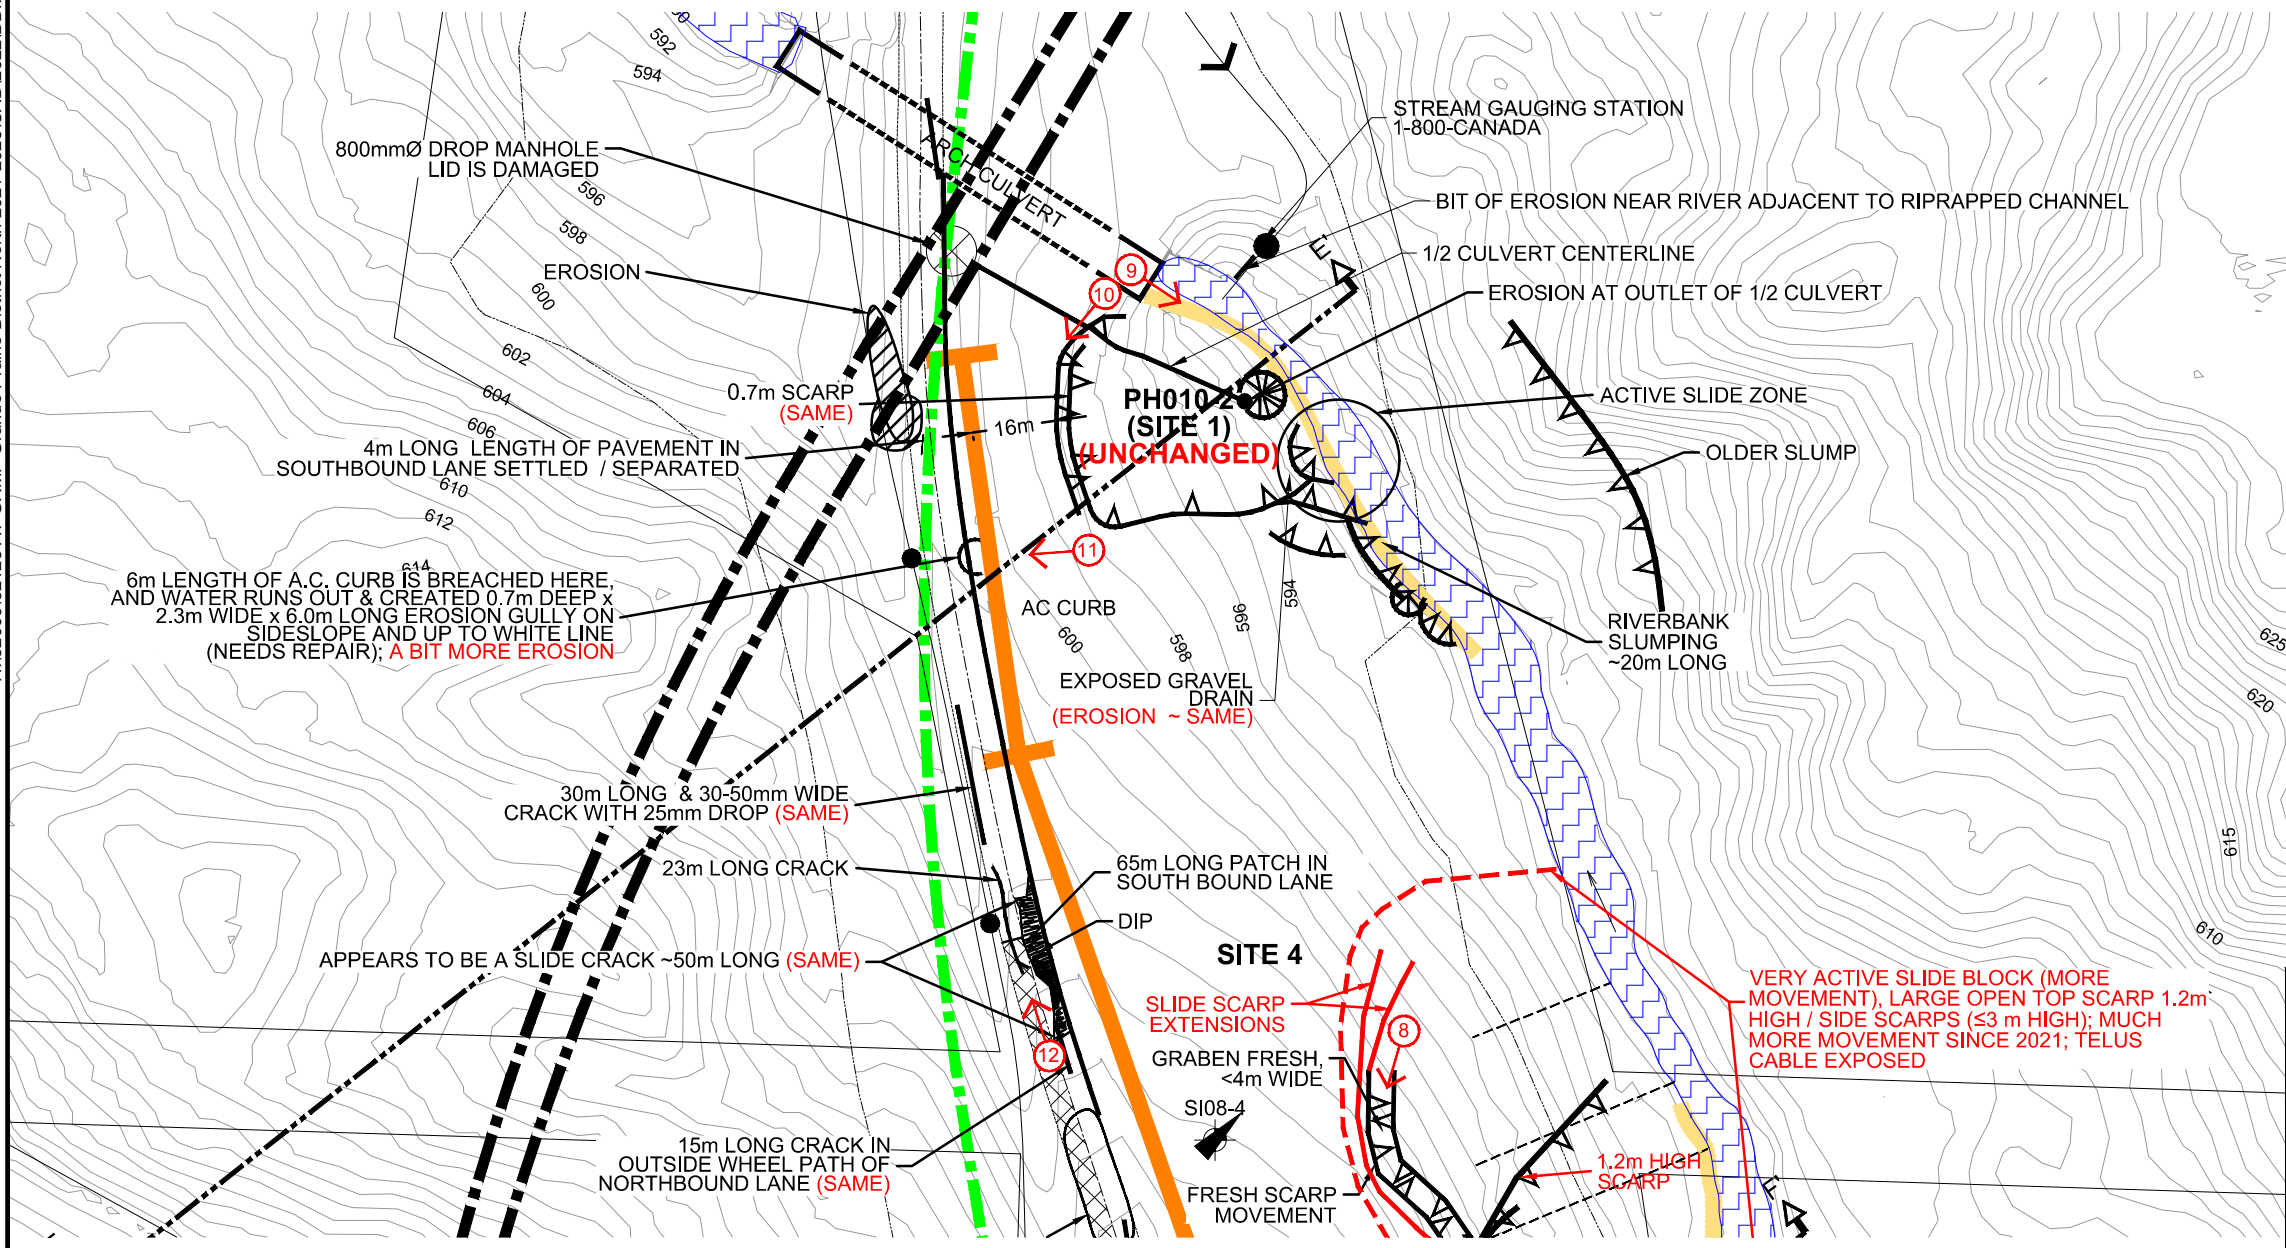 592
594
596
598
600
602
604
606
610
612
614
800mmØ DROP MANHOLE
LID IS DAMAGED
EROSION
0.7m SCARP
(SAME)
4m LONG LENGTH OF PAVEMENT IN
SOUTHBOUND LANE SETTLED / SEPARATED
6m LENGTH OF A.C. CURB IS BREACHED HERE,
AND WATER RUNS OUT & CREATED 0.7m DEEP x
2.3m WIDE x 6.0m LONG EROSION GULLY ON
SIDESLOPE AND UP TO WHITE LINE
(NEEDS REPAIR); A BIT MORE EROSION
30m LONG & 30-50mm WIDE
CRACK WITH 25mm DROP (SAME)
23m LONG CRACK
APPEARS TO BE A SLIDE CRACK ~50m LONG (SAME)
15m LONG CRACK IN
OUTSIDE WHEEL PATH OF
NORTHBOUND LANE (SAME)
ARCH CULVERT
9
10
11
12
8
16m
PH010-2
(SITE 1)
(UNCHANGED)
AC CURB
600
598
596
594
EXPOSED GRAVEL
DRAIN
(EROSION ~ SAME)
65m LONG PATCH IN
SOUTH BOUND LANE
DIP
SITE 4
SLIDE SCARP
EXTENSIONS
GRABEN FRESH,
<4m WIDE
SI08-4
FRESH SCARP
MOVEMENT
STREAM GAUGING STATION
1-800-CANADA
BIT OF EROSION NEAR RIVER ADJACENT TO RIPRAPPED CHANNEL
1/2 CULVERT CENTERLINE
EROSION AT OUTLET OF 1/2 CULVERT
E'
ACTIVE SLIDE ZONE
OLDER SLUMP
RIVERBANK
SLUMPING
~20m LONG
625
620
615
610
VERY ACTIVE SLIDE BLOCK (MORE
MOVEMENT), LARGE OPEN TOP SCARP 1.2m
HIGH / SIDE SCARPS (≤3 m HIGH); MUCH
MORE MOVEMENT SINCE 2021; TELUS
CABLE EXPOSED
1.2m HIGH
SCARP